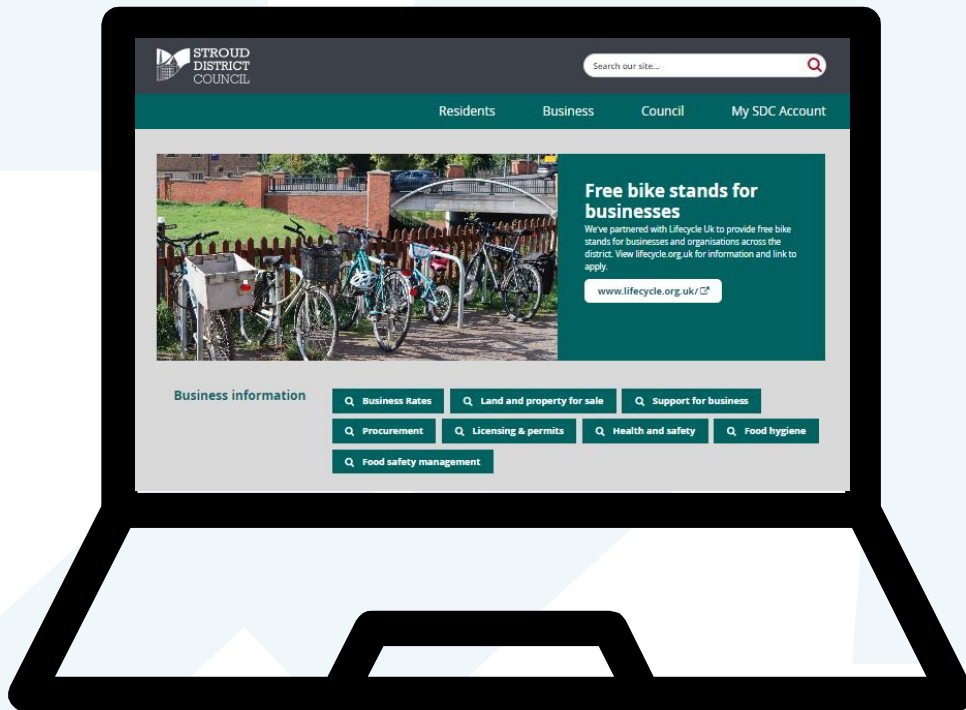 STROUD
DISTRICT
COUNCIL
Search our site...
Residents Business Council My SDC Account
Free bike stands for
businesses
We've partnered with Lifecycle Uk to provide free bike
stands for businesses and organisations across the
district. View lifecycle.org.uk for information and link to
apply.
www.lifecycle.org.uk/
Business information
Business Rates Land and property for sale Support for business
Procurement Licensing & permits Health and safety Food hygiene
Food safety management